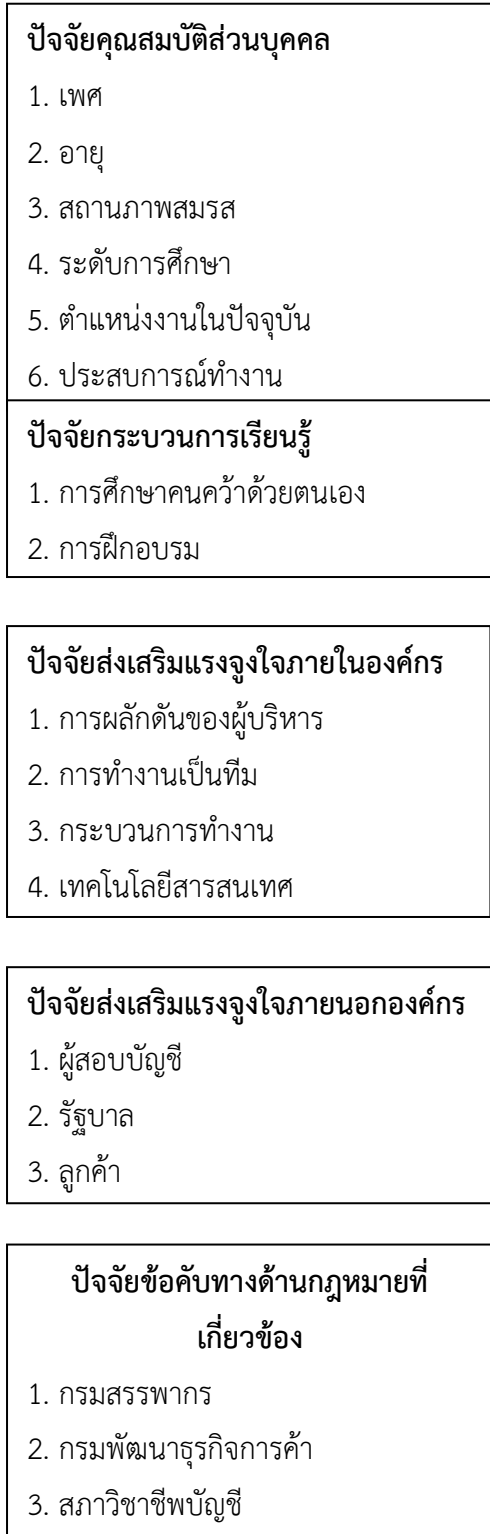 ปัจจัยคุณสมบัติส่วนบุคคล
1. เพศ
2. อายุ
3. สถานภาพสมรส
4. ระดับการศึกษา
5. ตำแหน่งงานในปัจจุบัน
6. ประสบการณ์ทำงาน
ปัจจัยกระบวนการเรียนรู้
1. การศึกษาคนคว้าด้วยตนเอง
2. การฝึกอบรม
ปัจจัยส่งเสริมแรงจูงใจภายในองค์กร
1. การผลักดันของผู้บริหาร
2. การทำงานเป็นทีม
3. กระบวนการทำงาน
4. เทคโนโลยีสารสนเทศ
ปัจจัยส่งเสริมแรงจูงใจภายนอกองค์กร
1. ผู้สอบบัญชี
2. รัฐบาล
3. ลูกค้า
ปัจจัยข้อคับทางด้านกฎหมายที่
เกี่ยวข้อง
1. กรมสรรพากร
2. กรมพัฒนาธุรกิจการค้า
3. สภาวิชาชีพบัญชี